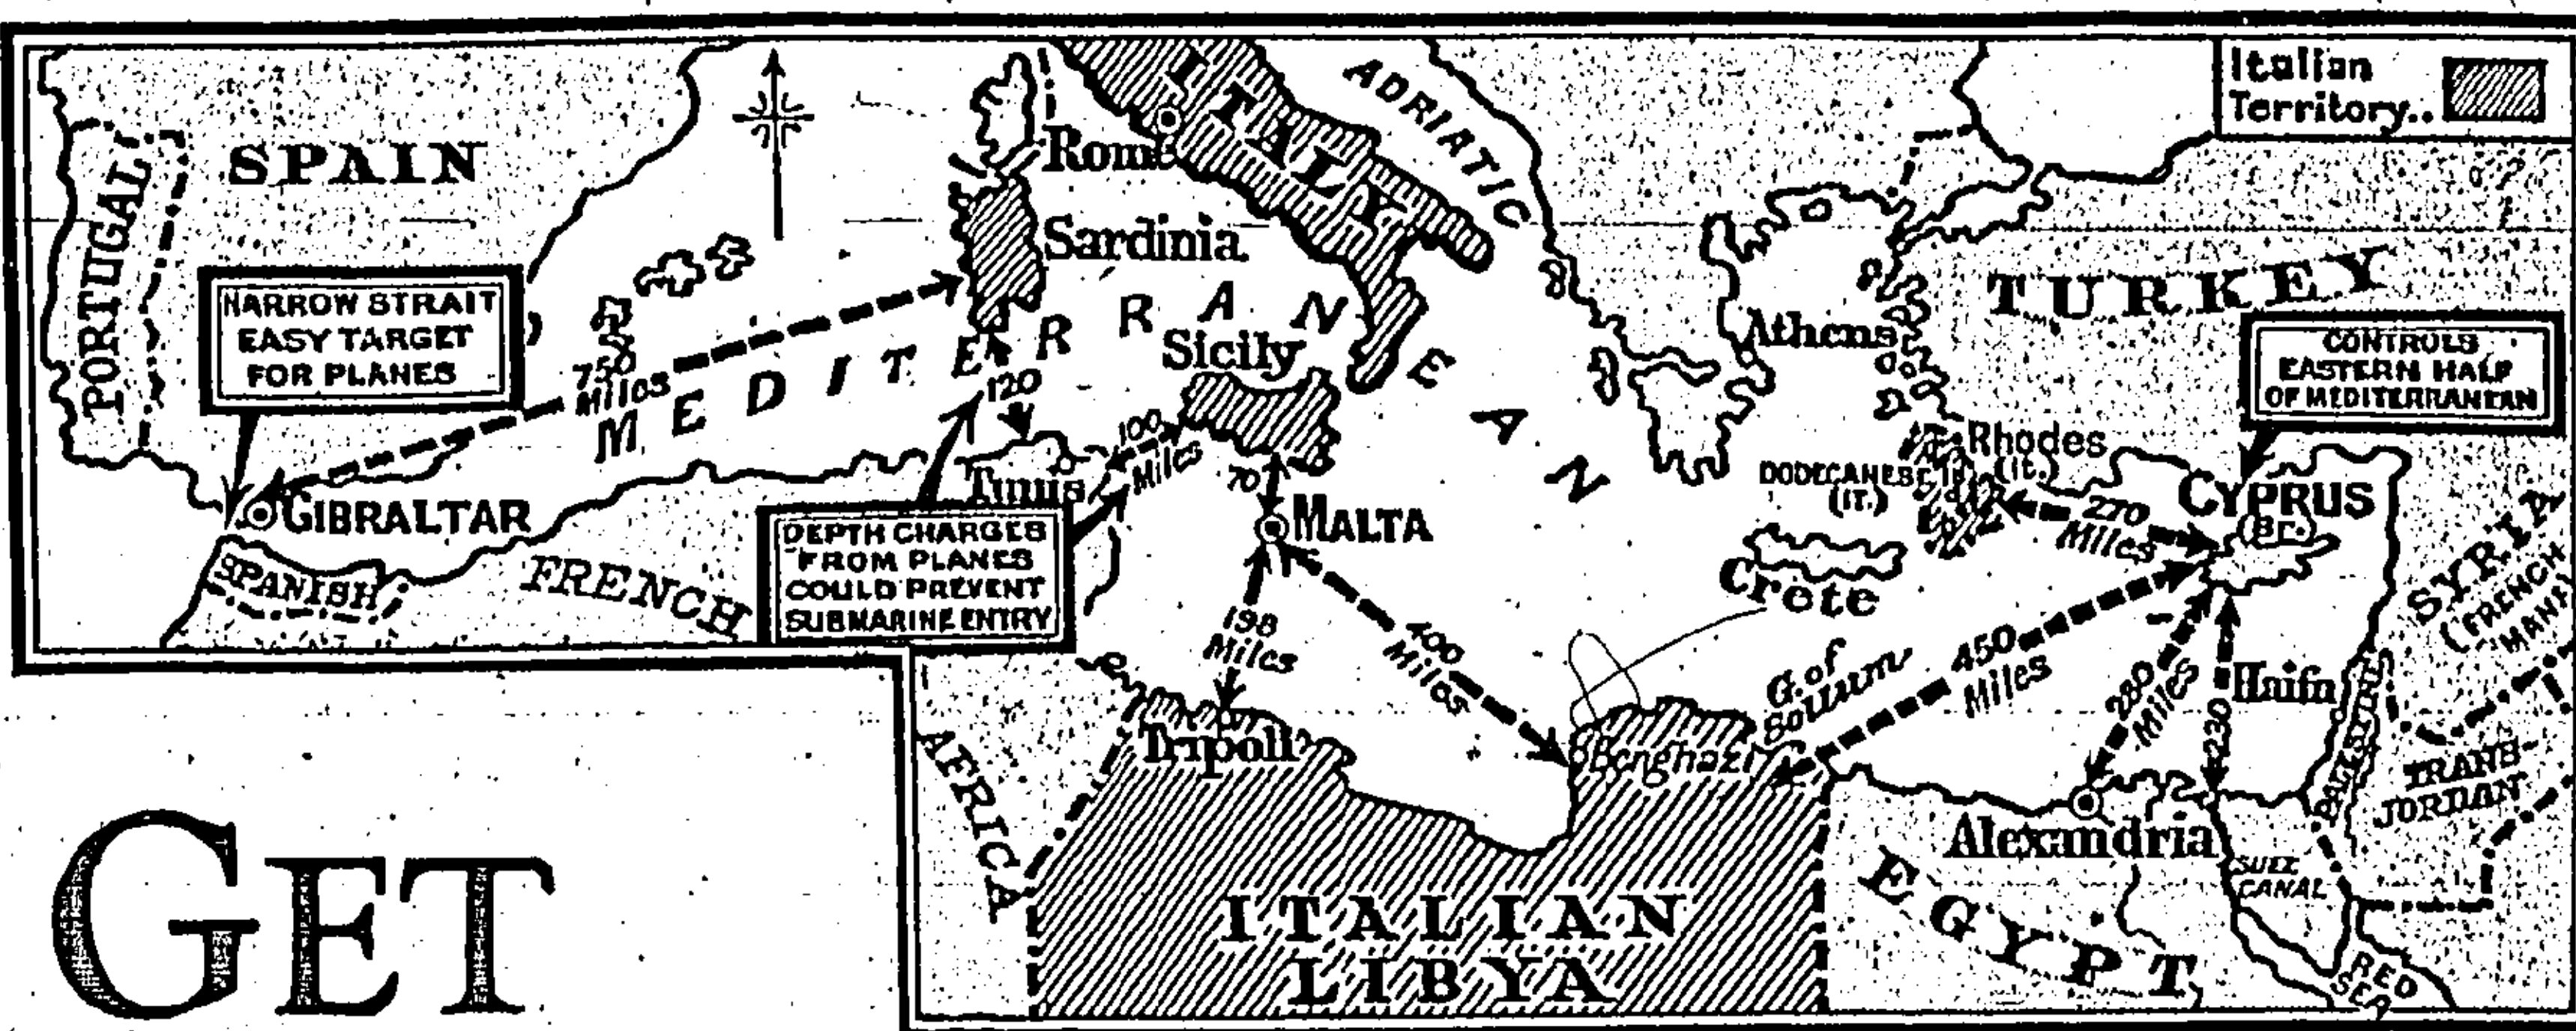 Italian
Territory..
ITALY
ADRIATIC
SPAIN
PORTUGAL
Rome
Sardinia
TURKEY
NARROW STRAIT
EASY TARGET
FOR PLANES
MEDITERRANEAN
Sicily
Athens
CONTROLS
EASTERN HALF
OF MEDITERRANEAN
750
Miles
120
100
Miles
70
Tunis
Rhodes
(It.)
DODECANESE
(IT.)
270
Miles
CYPRUS
(Br.)
GIBRALTAR
MALTA
DEPTH CHARGES
FROM PLANES
COULD PREVENT
SUBMARINE ENTRY
SPANISH
FRENCH
AFRICA
Crete
SYRIA
(FRENCH
198
Miles
400
Miles
G. of
Sollum
450
Miles
280
Miles
230
Haifa
PALESTINE
TRANS-
JORDAN
Tripoli
Benghazi
Alexandria
SUEZ
CANAL
EGYPT
RED
SEA
ITALIAN
LIBYA
GET